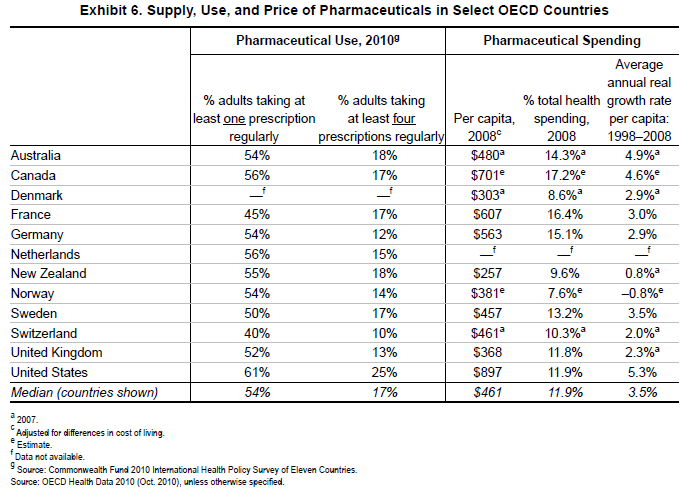 Exhibit 6. Supply, Use, and Price of Pharmaceuticals in Select OECD Countries
Pharmaceutical Use, 2010g Pharmaceutical Spending
% adults taking at least one prescription regularly % adults taking at least four prescriptions regularly Per capita, 2008c % total health spending, 2008 Average annual real growth rate per capita: 1998–2008
Australia 54% 18% $480a 14.3%a 4.9%a
Canada 56% 17% $701e 17.2%e 4.6%e
Denmark —f —f $303a 8.6%a 2.9%a
France 45% 17% $607 16.4% 3.0%
Germany 54% 12% $563 15.1% 2.9%
Netherlands 56% 15% —f —f —f
New Zealand 55% 18% $257 9.6% 0.8%a
Norway 54% 14% $381e 7.6%e –0.8%e
Sweden 50% 17% $457 13.2% 3.5%
Switzerland 40% 10% $461a 10.3%a 2.0%a
United Kingdom 52% 13% $368 11.8% 2.3%a
United States 61% 25% $897 11.9% 5.3%
Median (countries shown) 54% 17% $461 11.9% 3.5%
a 2007.
c Adjusted for differences in cost of living.
e Estimate.
f Data not available.
g Source: Commonwealth Fund 2010 International Health Policy Survey of Eleven Countries.
Source: OECD Health Data 2010 (Oct, 2010), unless otherwise specified.